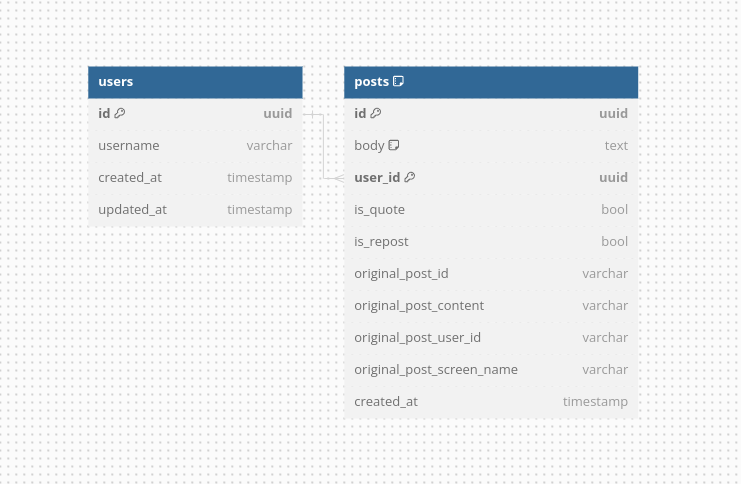 users
id uuid
username varchar
created_at timestamp
updated_at timestamp
posts
id uuid
body text
user_id uuid
is_quote bool
is_repost bool
original_post_id varchar
original_post_content varchar
original_post_user_id varchar
original_post_screen_name varchar
created_at timestamp